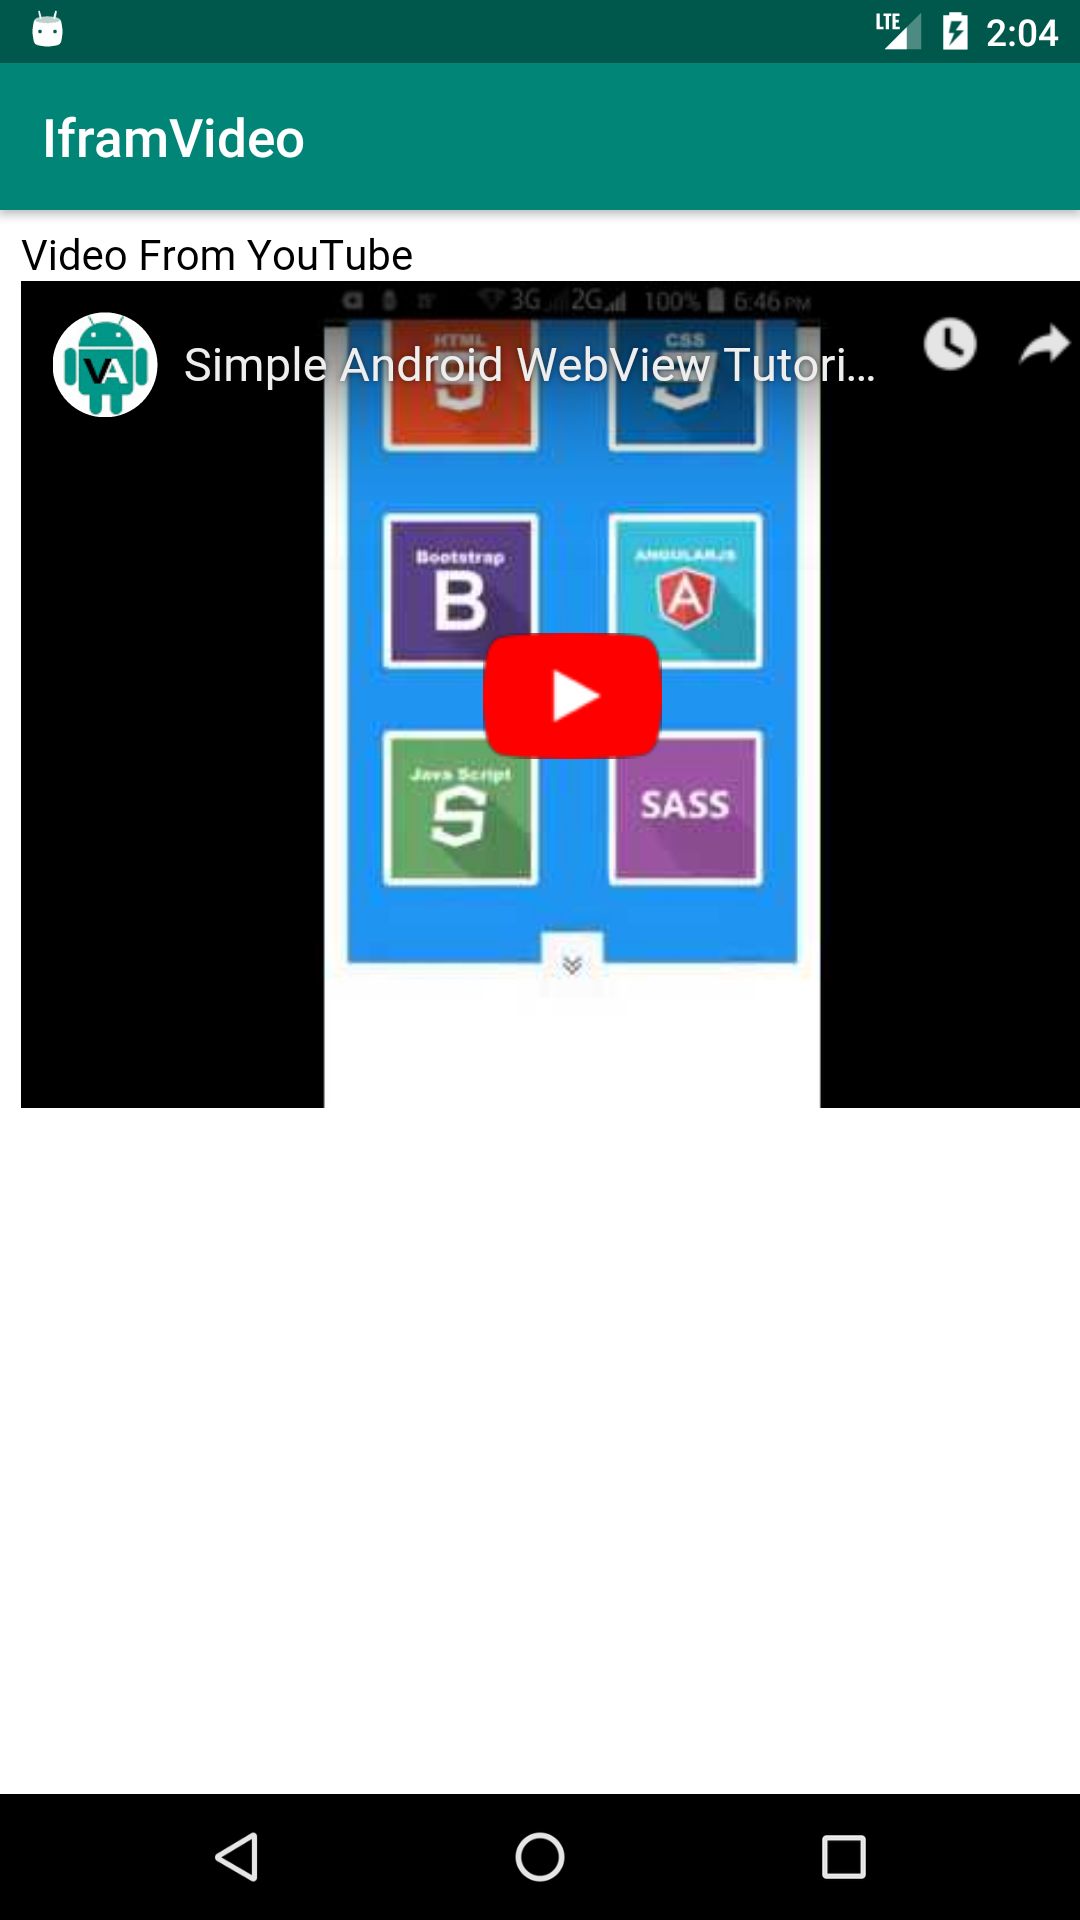 LTE 2:04
IframVideo
Video From YouTube
3G 2G 100% 6:46 PM
HTML CSS
VA Simple Android WebView Tutori...
Bootstrap ANGULARJS
B A
Java Script
SASS